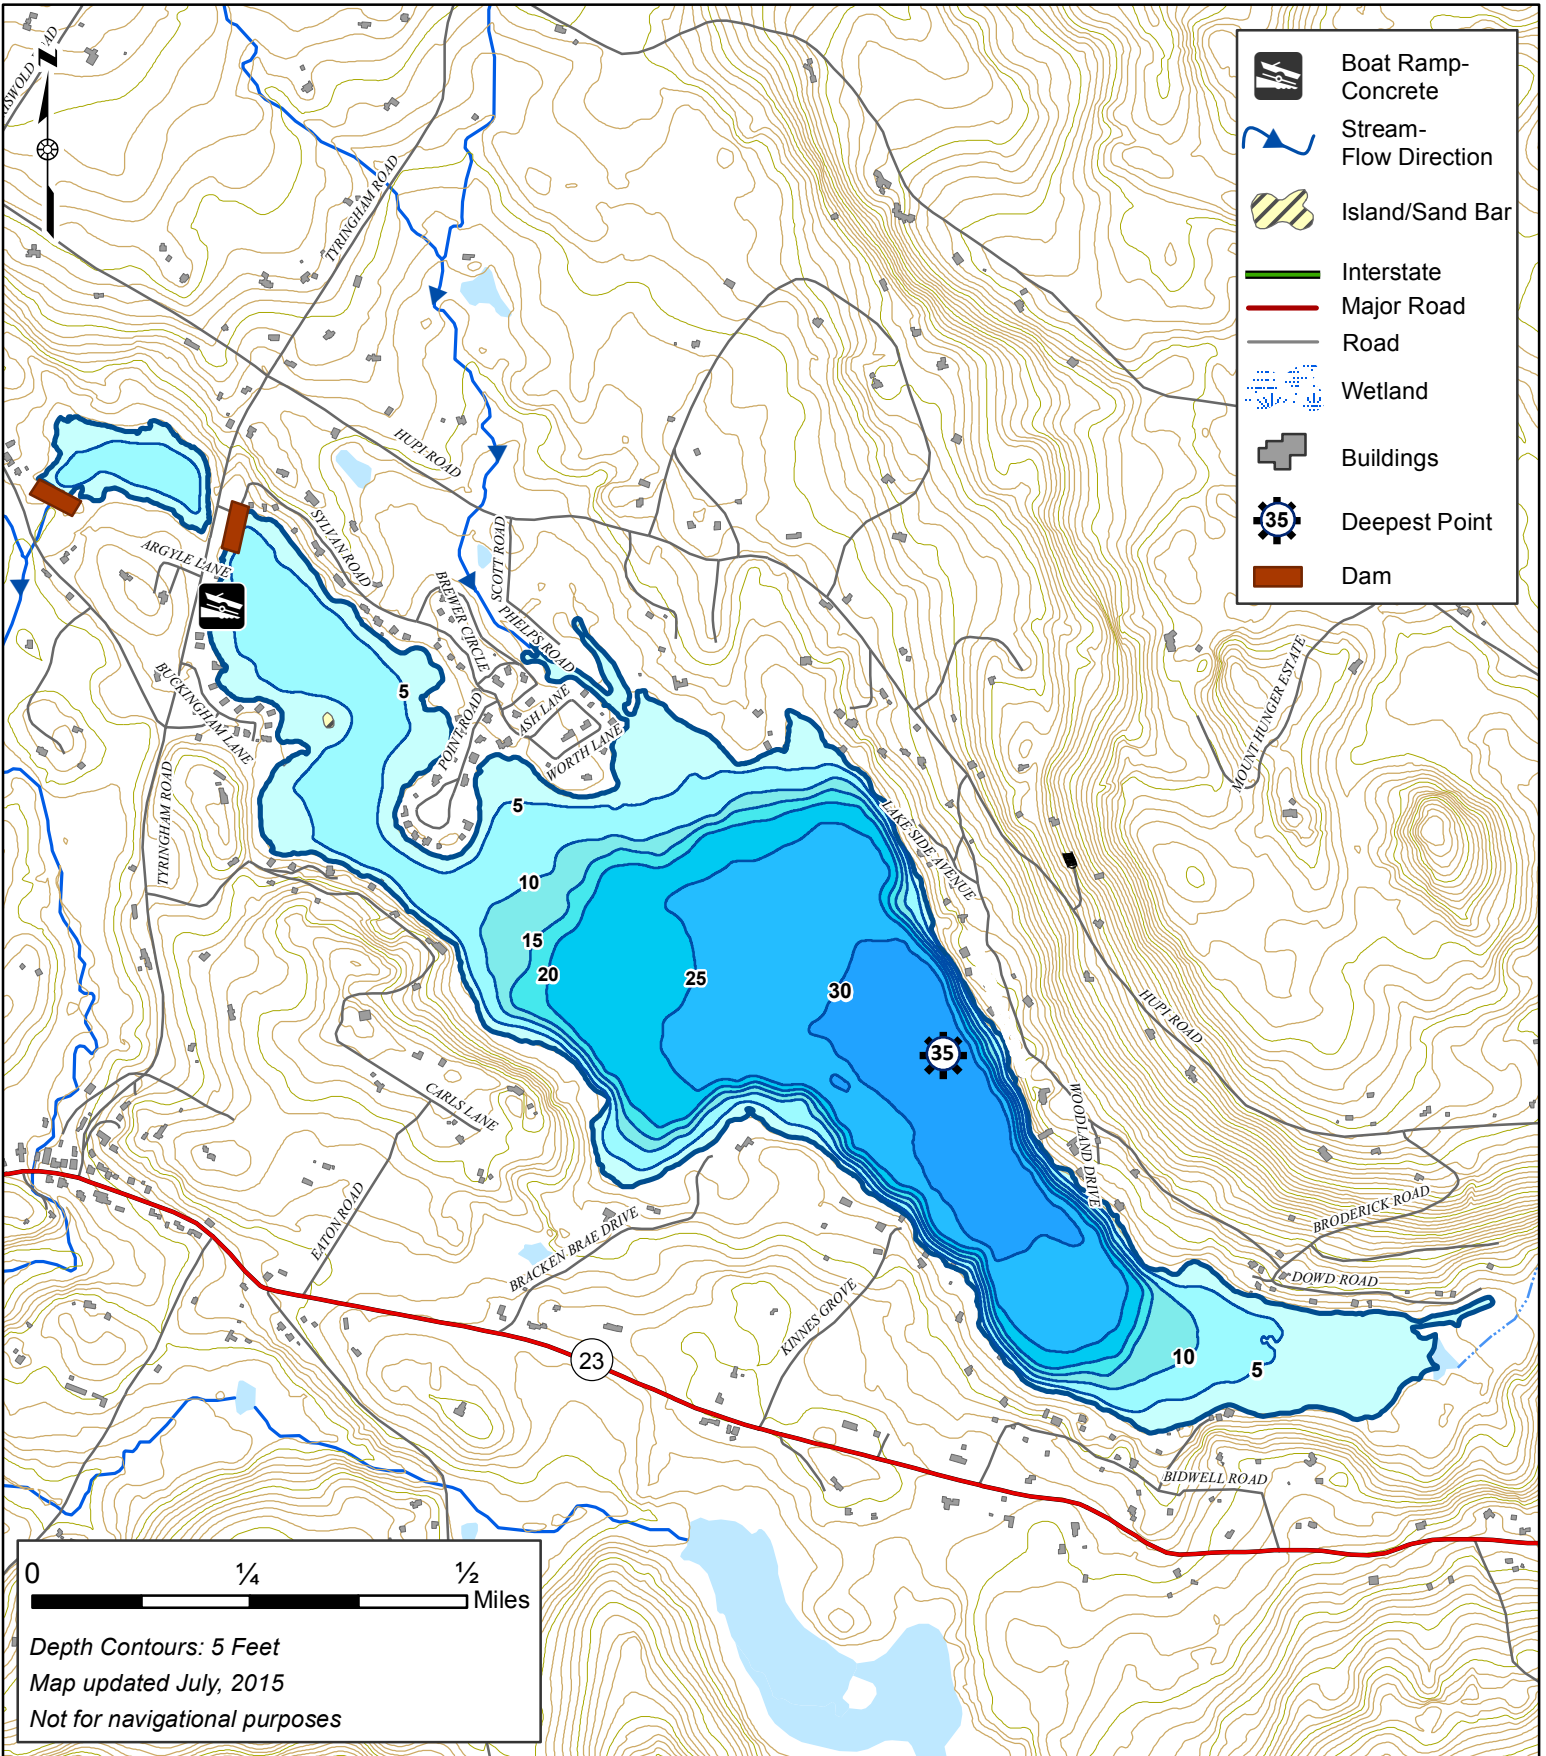 N
TYRINGHAM ROAD
HUPI ROAD
SYLVAN ROAD
ARGYLE LANE
SCOTT ROAD
BREWER CIRCLE
PHELPS ROAD
BUCKINGHAM LANE
5
POINT ROAD
ASH LANE
WORTH LANE
TYRINGHAM ROAD
5
LAKE SIDE AVENUE
MOUNT HUNGER ESTATE
10
15
20
25
30
35
HUPI ROAD
CARLS LANE
WOODLAND DRIVE
EATON ROAD
BRACKEN BRAE DRIVE
KINNES GROVE
BRODERICK ROAD
DOWD ROAD
23
10
5
BIDWELL ROAD
Boat Ramp-
Concrete
Stream-
Flow Direction
Island/Sand Bar
Interstate
Major Road
Road
Wetland
Buildings
35
Deepest Point
Dam
0 ¼ ½
Miles
Depth Contours: 5 Feet
Map updated July, 2015
Not for navigational purposes